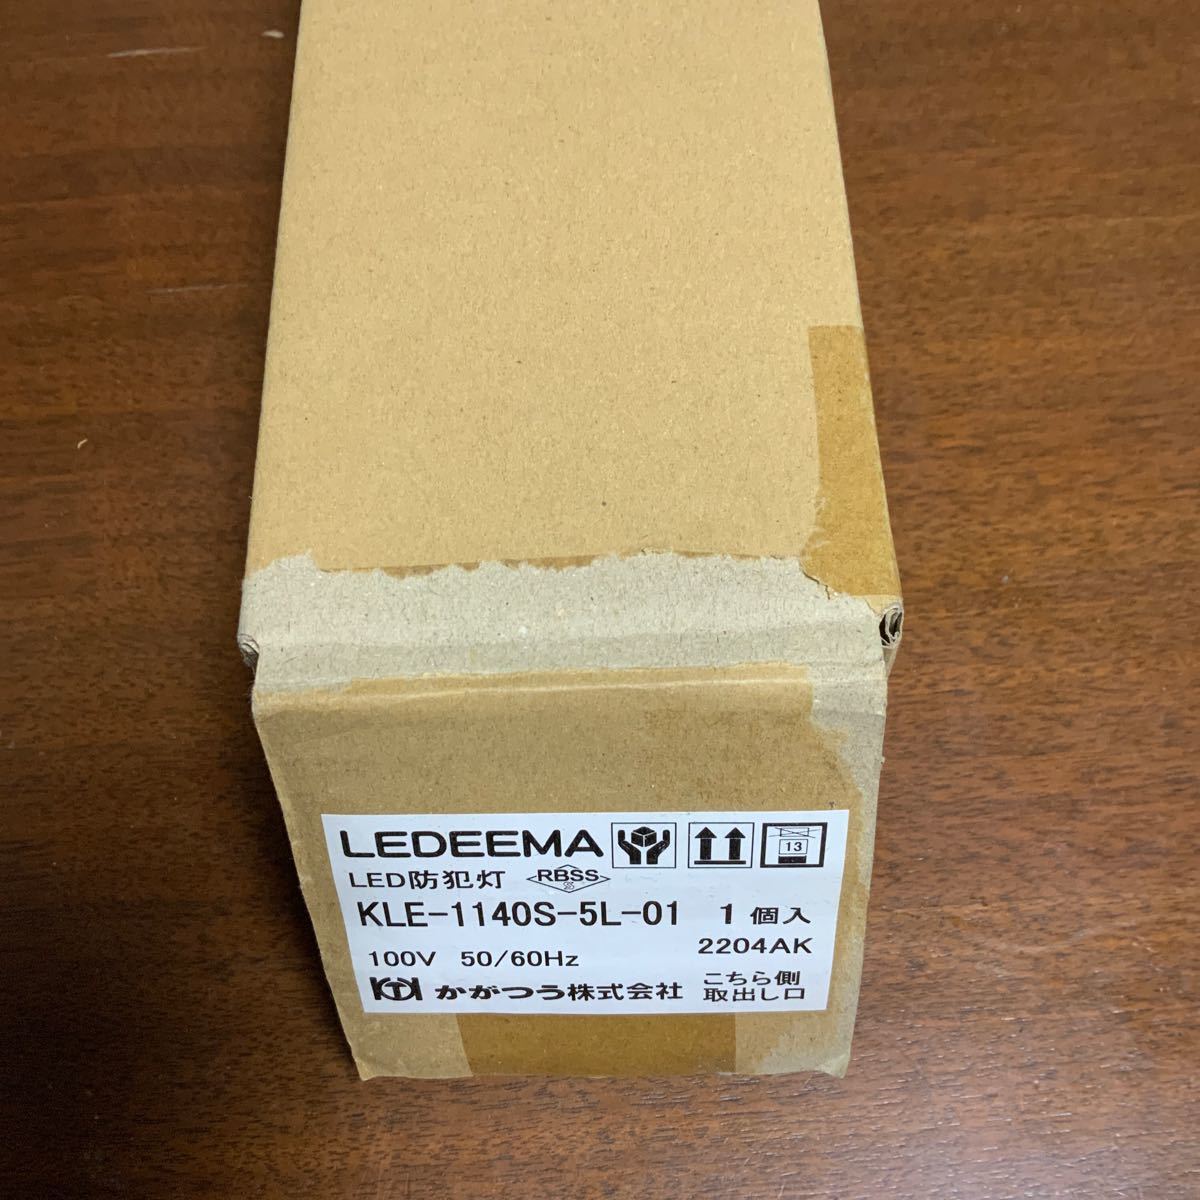 LEDEEMA
13
LED防犯灯 RBSS
KLE-1140S-5L-01 1個入
100V 50/60Hz 2204AK
かがつう株式会社 こちら側
取出し口